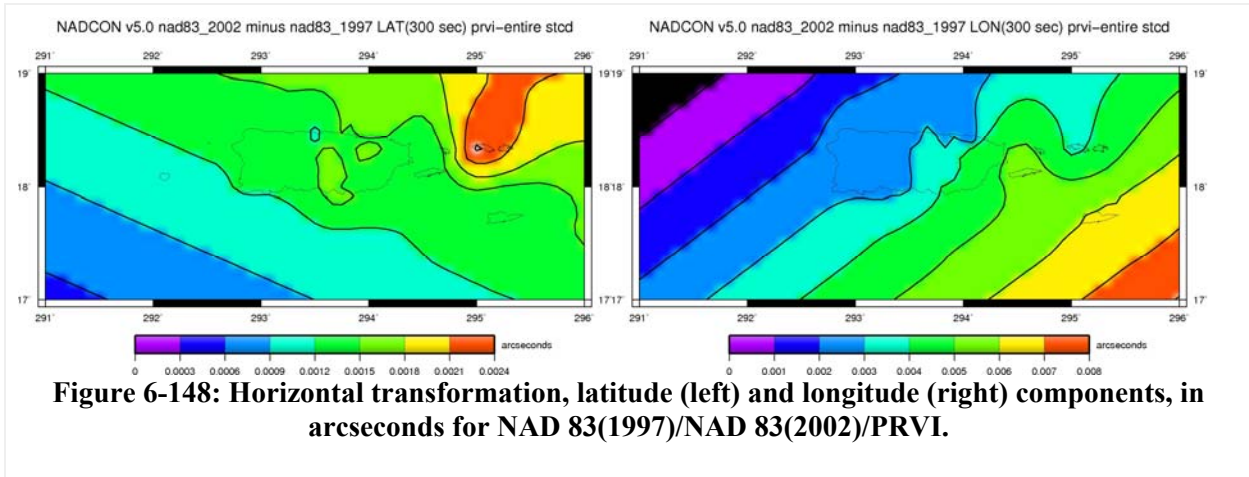 NADCON v5.0 nad83_2002 minus nad83_1997 LAT(300 sec) prvi-entire stcd
NADCON v5.0 nad83_2002 minus nad83_1997 LON(300 sec) prvi-entire stcd
291˚ 292˚ 293˚ 294˚ 295˚ 296˚
291˚ 292˚ 293˚ 294˚ 295˚ 296˚
19˚ 19˚ 19˚ 19˚
18˚ 18˚ 18˚ 18˚
17˚ 17˚ 17˚ 17˚
291˚ 292˚ 293˚ 294˚ 295˚ 296˚
291˚ 292˚ 293˚ 294˚ 295˚ 296˚
arcseconds
0 0.0003 0.0006 0.0009 0.0012 0.0015 0.0018 0.0021 0.0024
arcseconds
0 0.001 0.002 0.003 0.004 0.005 0.006 0.007 0.008
Figure 6-148: Horizontal transformation, latitude (left) and longitude (right) components, in
arcseconds for NAD 83(1997)/NAD 83(2002)/PRVI.